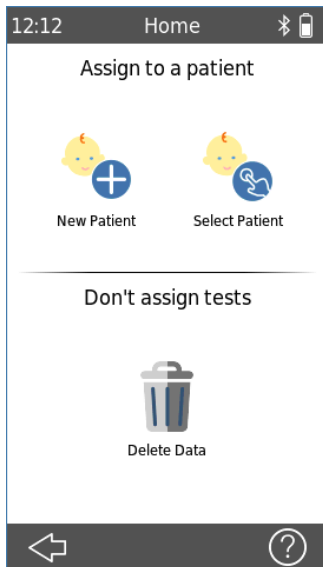 12:12 Home
Assign to a patient
New Patient Select Patient
Don't assign tests
Delete Data
?